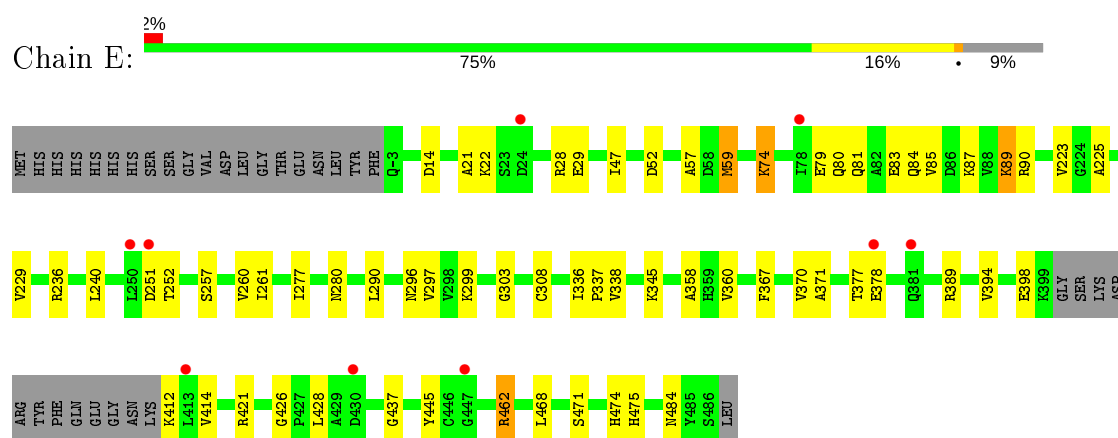 2%
Chain E:
75% 16% • 9%
MET HIS HIS HIS HIS HIS HIS SER SER GLY VAL ASP LEU GLY THR GLU ASN LEU TYR PHE Q-3 D14 A21 K22 S23 D24 R28 E29 I47 D52 A57 D58 M59 K74 I78 E79 Q80 Q81 A82 E83 Q84 V85 D86 K87 V88 K89 R90 V223 G224 A225
V229 R236 L240 L250 D251 T252 S257 V260 I261 I277 N280 L290 N296 V297 V298 K299 G303 C308 I336 P337 V338 K345 A358 H359 V360 F367 V370 A371 T377 E378 Q381 R389 V394 E398 K399 GLY SER LYS ASP
ARG TYR PHE GLN GLU GLY ASN LYS K412 L413 V414 R421 G426 P427 L428 A429 D430 G437 Y445 C446 G447 R462 L468 S471 H474 H475 N484 Y485 S486 LEU